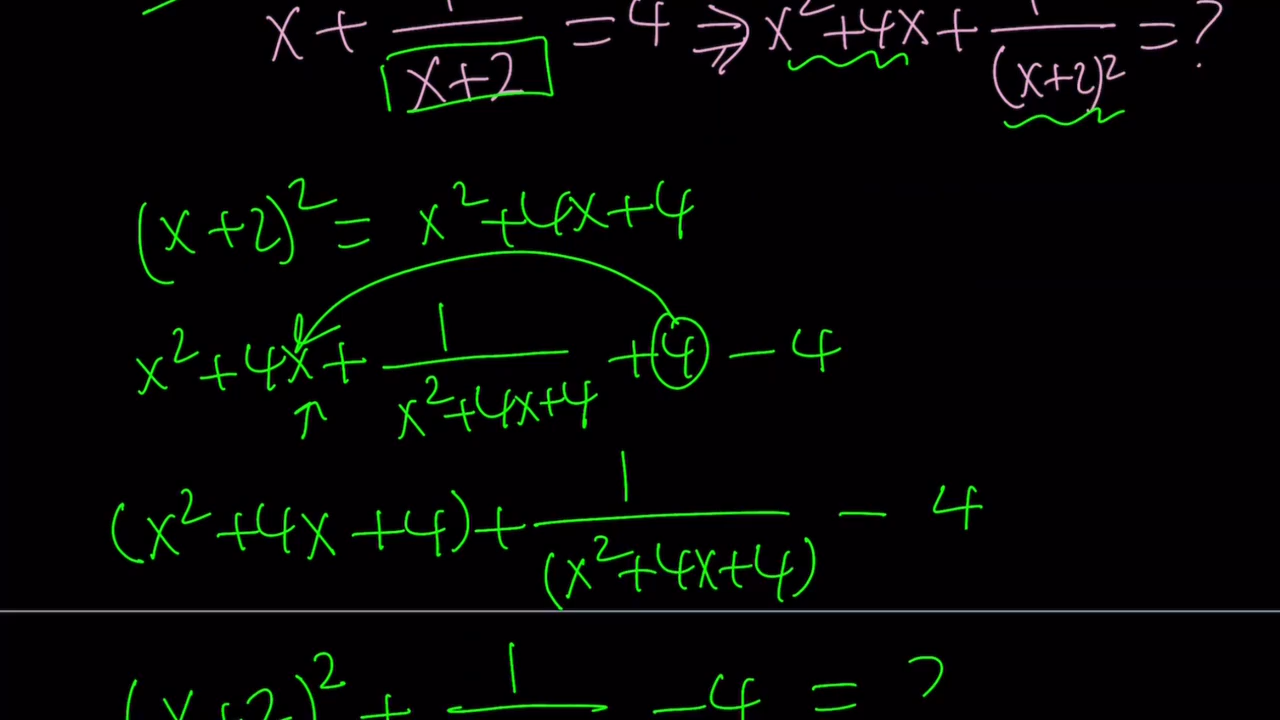 x + 1/(x+2) = 4 ⇒ x² + 4x + 1/(x+2)² = ?
(x+2)² = x² + 4x + 4
x² + 4x + 1/(x²+4x+4) + 4 − 4
(x² + 4x + 4) + 1/(x²+4x+4) − 4
(x+2)² + 1 − 4 = ?